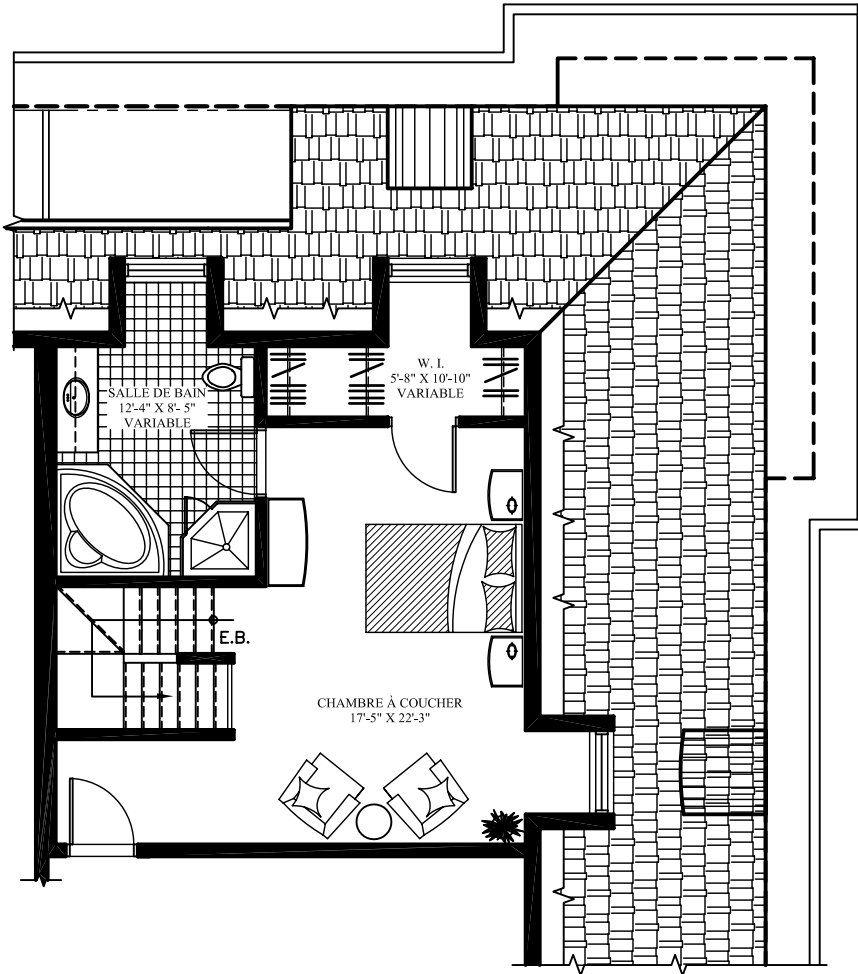 W. I.
5'-8" X 10'-10"
VARIABLE
SALLE DE BAIN
12'-4" X 8'- 5"
VARIABLE
E.B.
CHAMBRE À COUCHER
17'-5" X 22'-3"